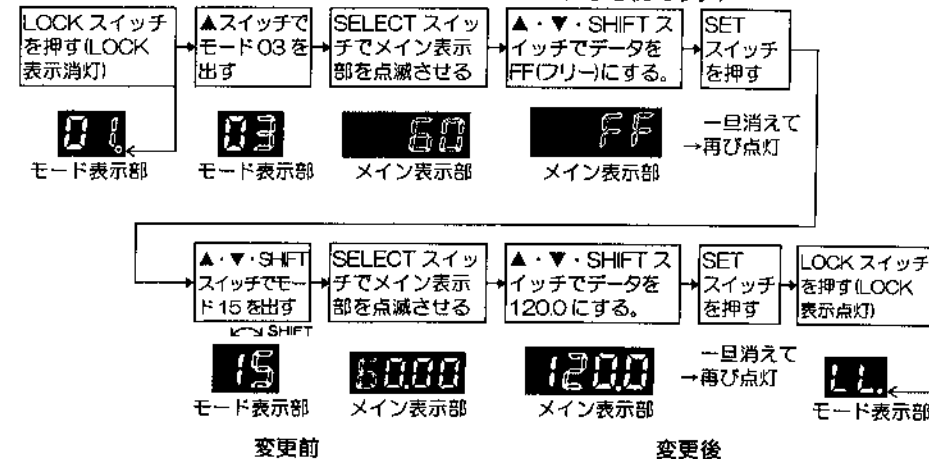 LOCK スイッチ
を押す(LOCK
表示消灯)
▲スイッチで
モード03を
出す
SELECT スイッ
チでメイン表示
部を点滅させる
▲・▼・SHIFT ス
イッチでデータを
FF(フリー)にする。
SET
スイッチ
を押す
01.
モード表示部
03
モード表示部
60
メイン表示部
FF
メイン表示部
一旦消えて
→再び点灯
▲・▼・SHIFT
スイッチでモー
ド15を出す
SELECT スイッ
チでメイン表示
部を点滅させる
▲・▼・SHIFT ス
イッチでデータを
120.0にする。
SET
スイッチ
を押す
LOCK スイッチ
を押す(LOCK
表示点灯)
SHIFT
15
モード表示部
60.00
メイン表示部
120.0
メイン表示部
一旦消えて
→再び点灯
LL.
モード表示部
変更前
変更後